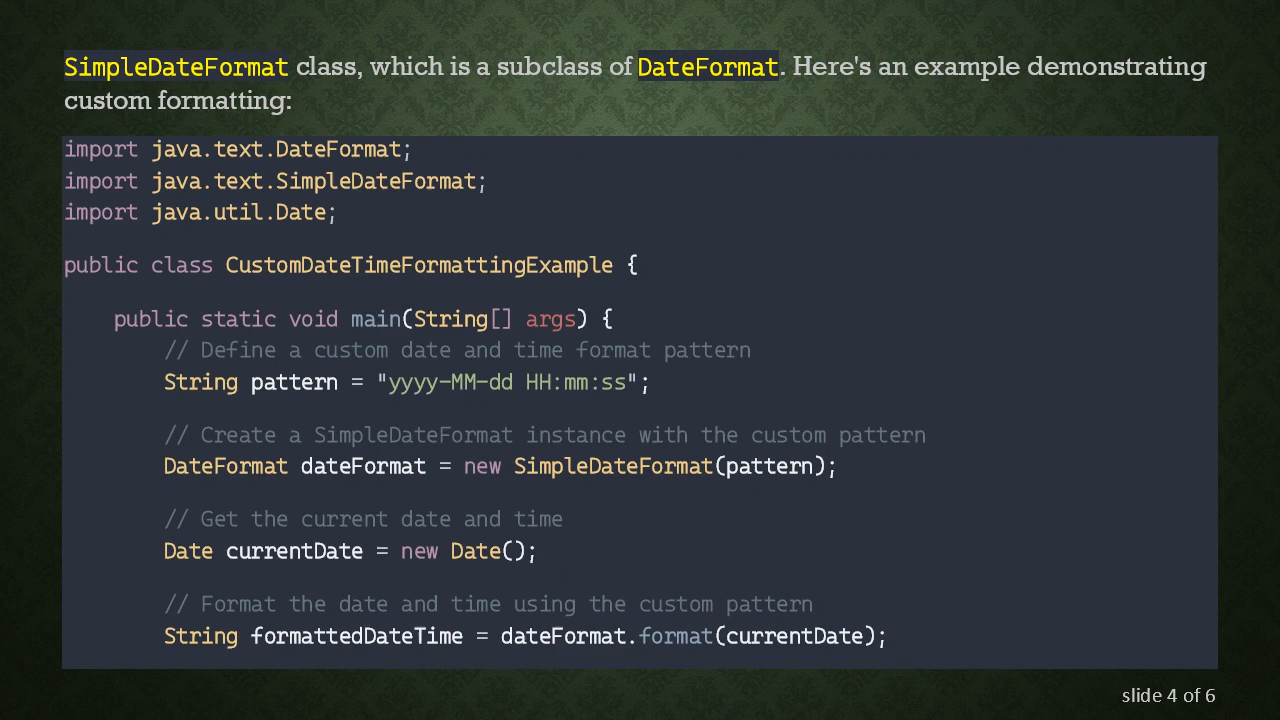 SimpleDateFormat class, which is a subclass of DateFormat. Here's an example demonstrating
custom formatting:
import java.text.DateFormat;
import java.text.SimpleDateFormat;
import java.util.Date;
public class CustomDateTimeFormattingExample {
public static void main(String[] args) {
// Define a custom date and time format pattern
String pattern = "yyyy-MM-dd HH:mm:ss";
// Create a SimpleDateFormat instance with the custom pattern
DateFormat dateFormat = new SimpleDateFormat(pattern);
// Get the current date and time
Date currentDate = new Date();
// Format the date and time using the custom pattern
String formattedDateTime = dateFormat.format(currentDate);
slide 4 of 6